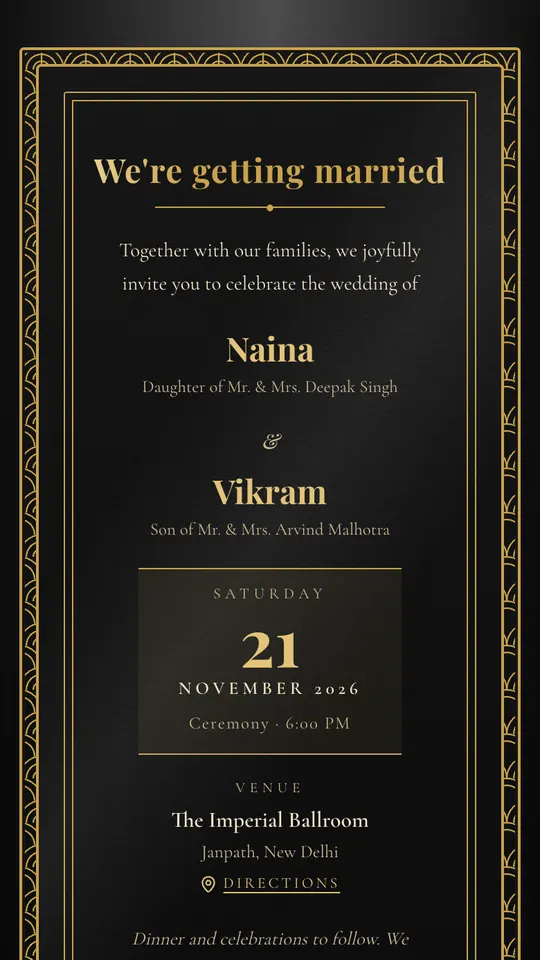 We're getting married
Together with our families, we joyfully
invite you to celebrate the wedding of
Naina
Daughter of Mr. & Mrs. Deepak Singh
&
Vikram
Son of Mr. & Mrs. Arvind Malhotra
SATURDAY
21
NOVEMBER 2026
Ceremony · 6:00 PM
VENUE
The Imperial Ballroom
Janpath, New Delhi
DIRECTIONS
Dinner and celebrations to follow. We